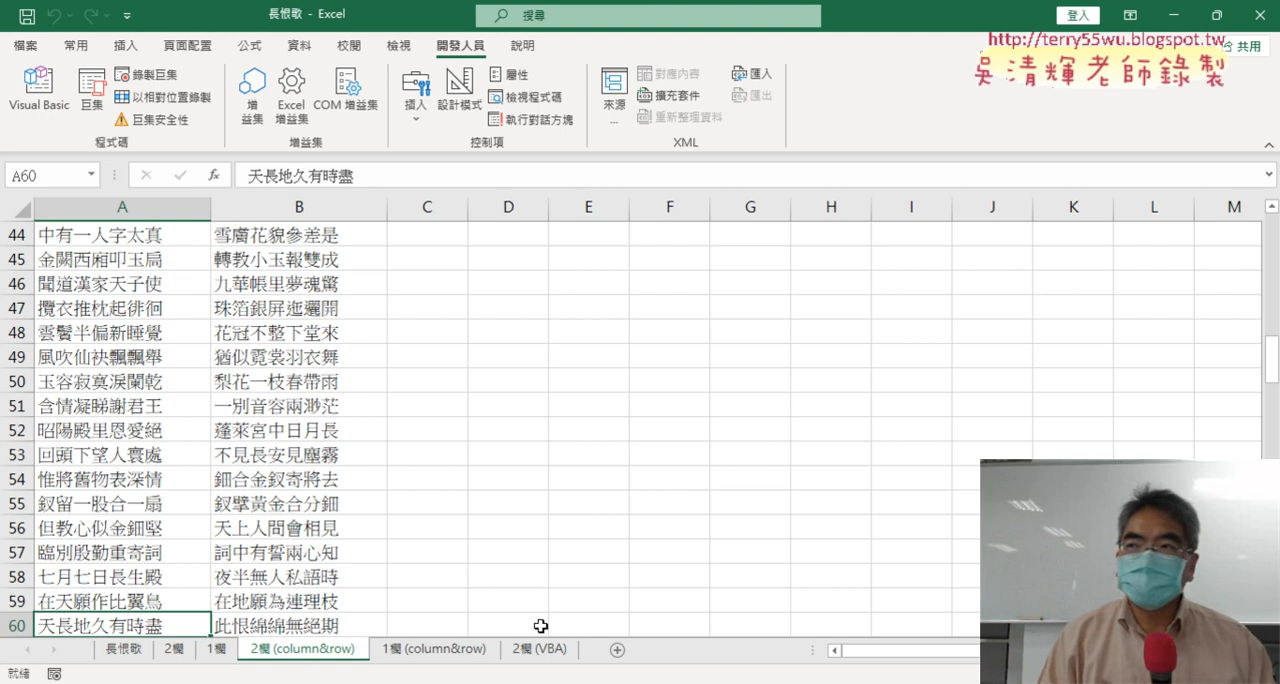 長恨歌 - Excel
搜尋
登入
檔案 常用 插入 頁面配置 公式 資料 校閱 檢視 開發人員 說明
共用
http://terry55wu.blogspot.tw
吳清輝老師錄製
Visual Basic
巨集
錄製巨集
以相對位置錄製
巨集安全性
程式碼
增益集
Excel 增益集
COM 增益集
增益集
插入
設計模式
屬性
檢視程式碼
執行對話方塊
控制項
來源
...
對應內容
擴充套件
重新整理資料
匯入
匯出
XML
A60
fx
天長地久有時盡
A B C D E F G H I J K L M
44 中有一人字太真 雪膚花貌參差是
45 金闕西廂叩玉扃 轉教小玉報雙成
46 聞道漢家天子使 九華帳里夢魂驚
47 攬衣推枕起徘徊 珠箔銀屏迤邐開
48 雲鬢半偏新睡覺 花冠不整下堂來
49 風吹仙袂飄飄舉 猶似霓裳羽衣舞
50 玉容寂寞淚闌乾 梨花一枝春帶雨
51 含情凝睇謝君王 一別音容兩渺茫
52 昭陽殿里恩愛絕 蓬萊宮中日月長
53 回頭下望人寰處 不見長安見塵霧
54 惟將舊物表深情 鈿合金釵寄將去
55 釵留一股合一扇 釵擘黃金合分鈿
56 但教心似金鈿堅 天上人間會相見
57 臨別殷勤重寄詞 詞中有誓兩心知
58 七月七日長生殿 夜半無人私語時
59 在天願作比翼鳥 在地願為連理枝
60 天長地久有時盡 此恨綿綿無絕期
長恨歌 2欄 1欄 2欄 (column&row) 1欄 (column&row) 2欄 (VBA)
就緒